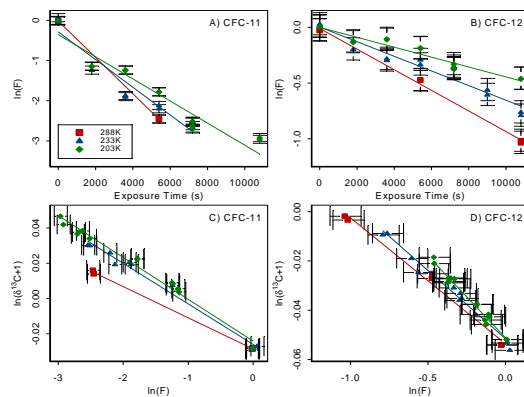 A) CFC-11
B) CFC-12
ln(F)
0
-1
-2
-3
288K
233K
203K
0 2000 4000 6000 8000 10000
Exposure Time (s)
ln(F)
0.0
-0.5
-1.0
0 2000 4000 6000 8000 10000
Exposure Time (s)
C) CFC-11
D) CFC-12
ln(δ¹³C+1)
0.04
0.02
0.00
-0.02
-3 -2 -1 0
ln(F)
ln(δ¹³C+1)
0.00
-0.02
-0.04
-0.06
-1.0 -0.5 0.0
ln(F)